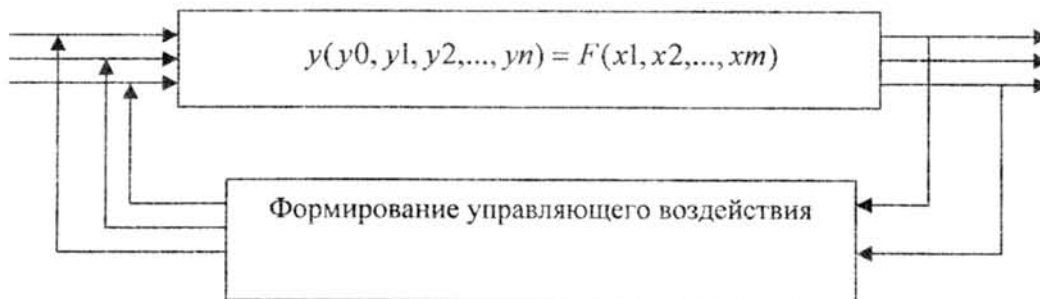 y(y0, y1, y2,..., yn) = F(x1, x2,..., xm)
Формирование управляющего воздействия